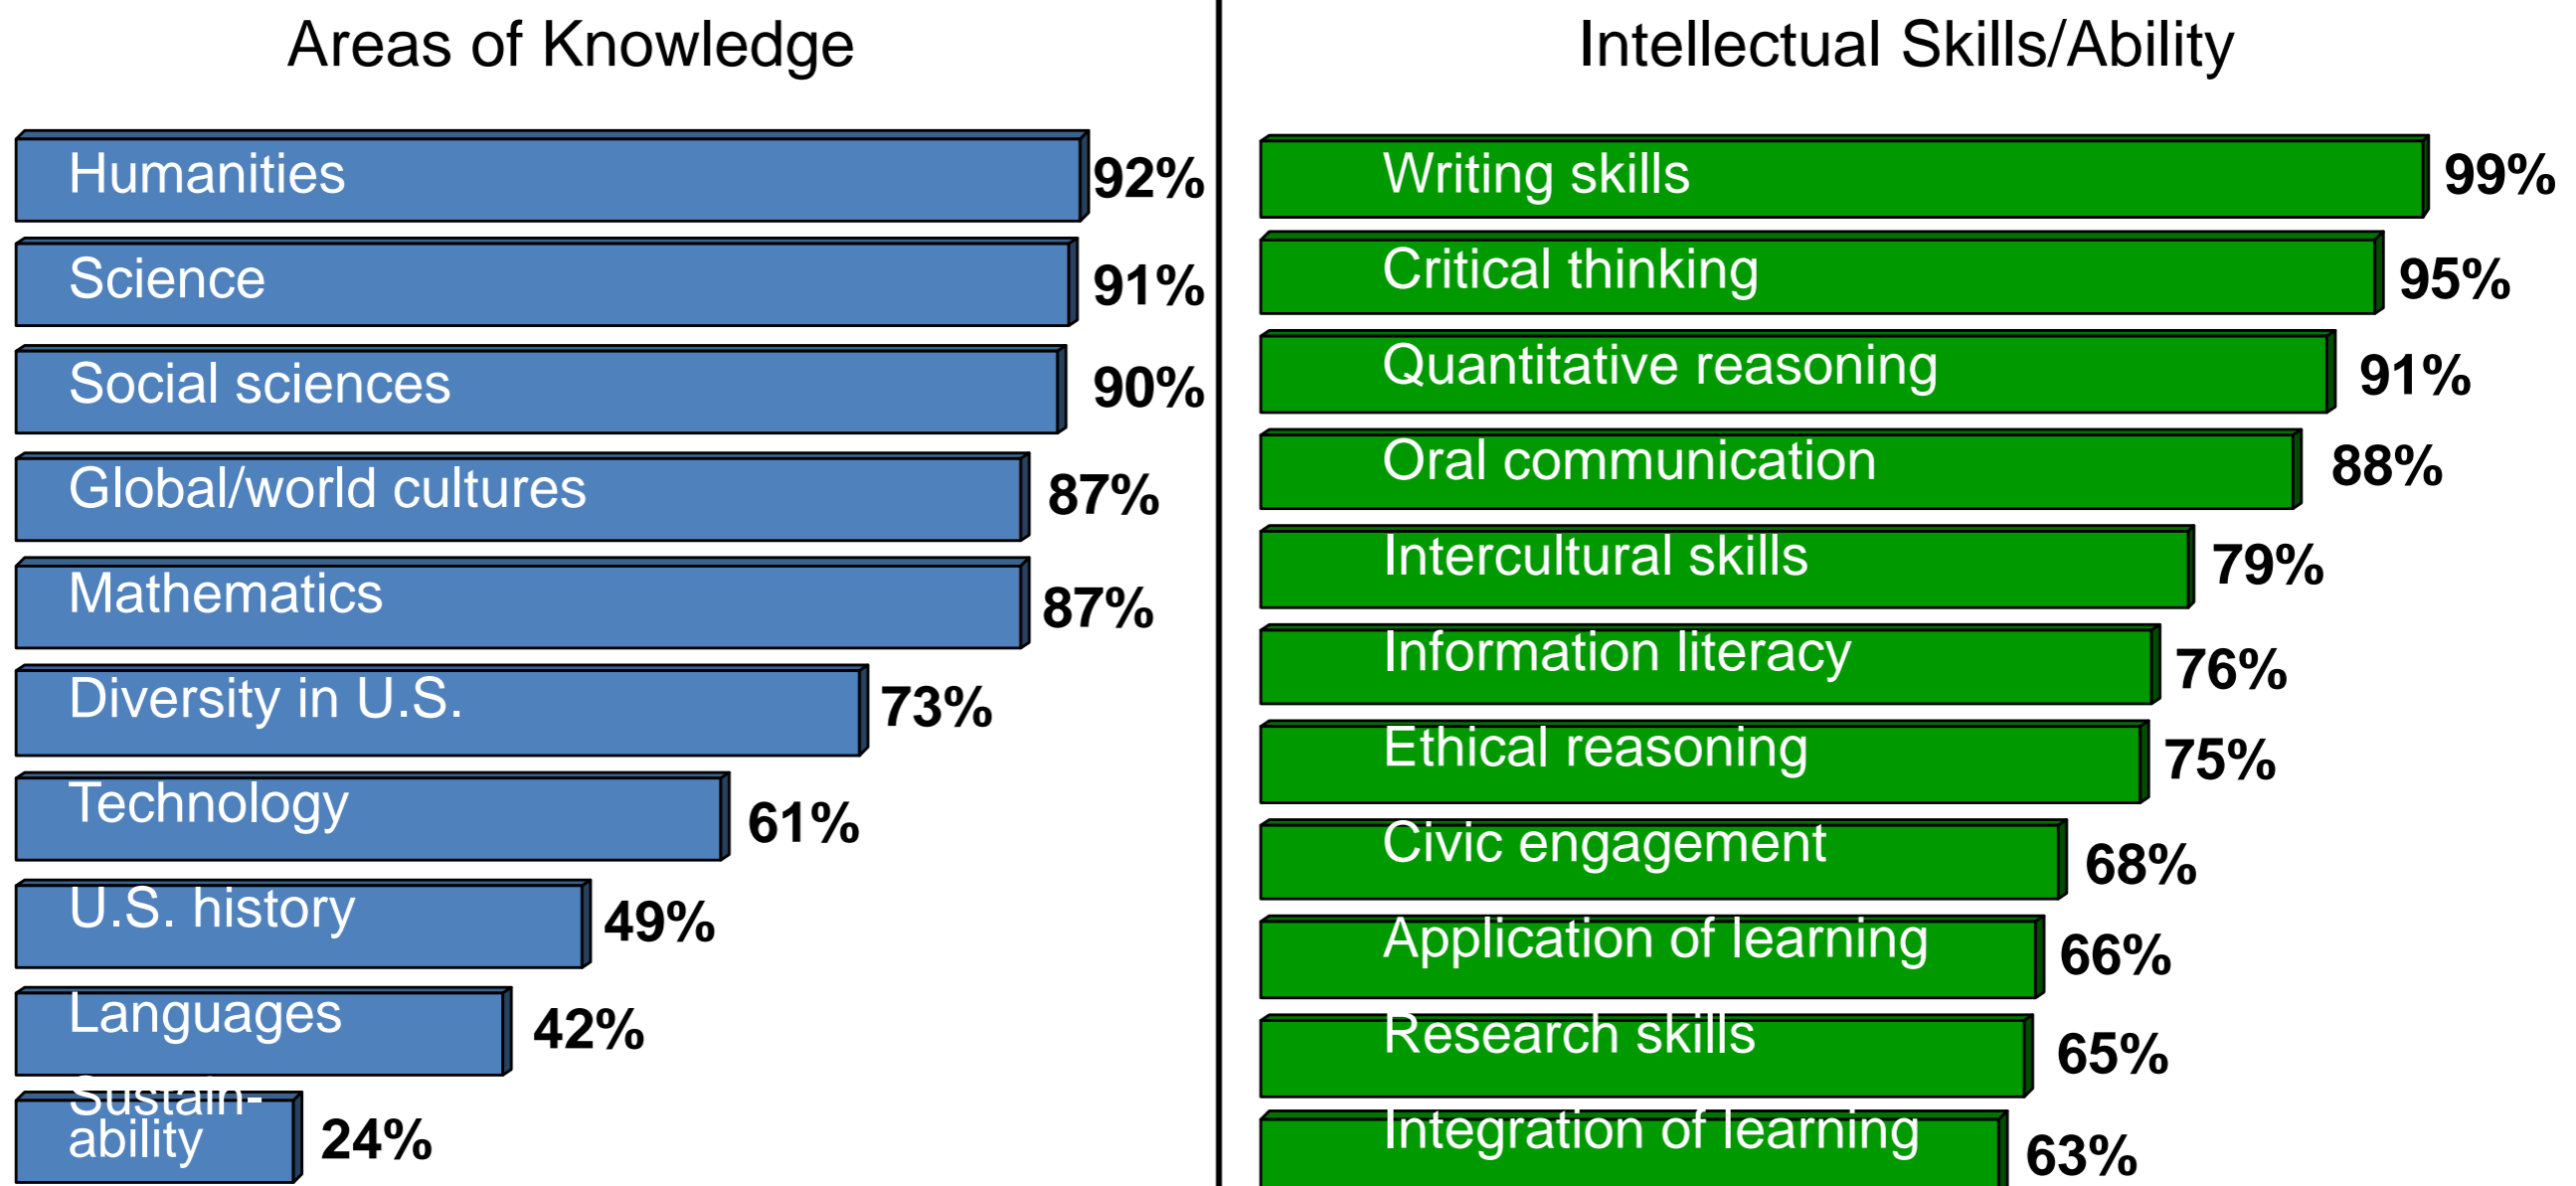 Areas of Knowledge
Humanities 92%
Science 91%
Social sciences 90%
Global/world cultures 87%
Mathematics 87%
Diversity in U.S. 73%
Technology 61%
U.S. history 49%
Languages 42%
Sustain-
ability 24%
Intellectual Skills/Ability
Writing skills 99%
Critical thinking 95%
Quantitative reasoning 91%
Oral communication 88%
Intercultural skills 79%
Information literacy 76%
Ethical reasoning 75%
Civic engagement 68%
Application of learning 66%
Research skills 65%
Integration of learning 63%